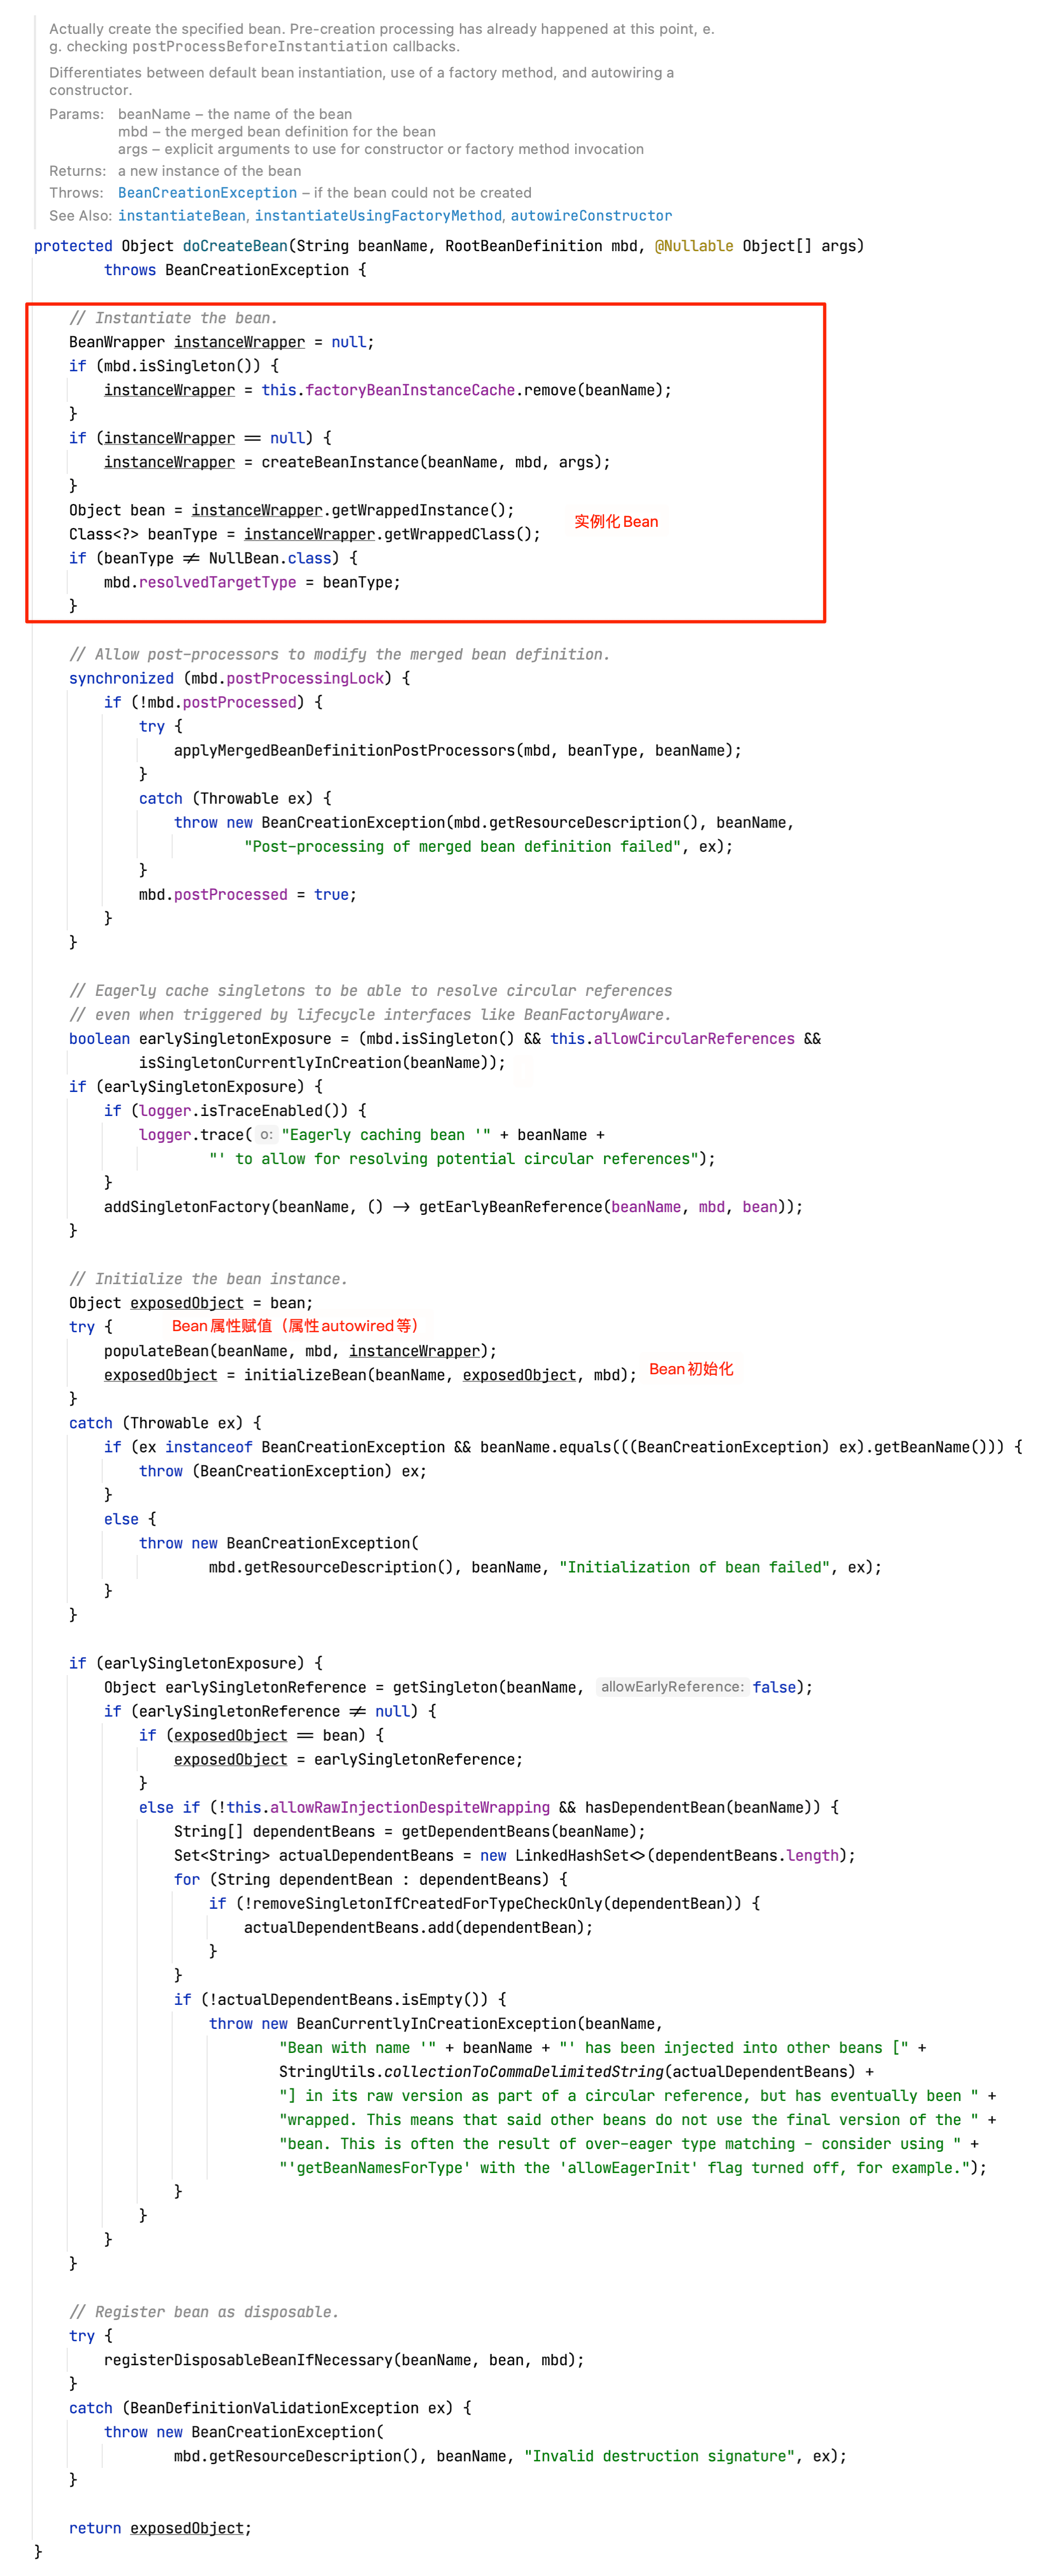 Actually create the specified bean. Pre-creation processing has already happened at this point, e.
g. checking postProcessBeforeInstantiation callbacks.
Differentiates between default bean instantiation, use of a factory method, and autowiring a
constructor.
Params: beanName – the name of the bean
mbd – the merged bean definition for the bean
args – explicit arguments to use for constructor or factory method invocation
Returns: a new instance of the bean
Throws: BeanCreationException – if the bean could not be created
See Also: instantiateBean, instantiateUsingFactoryMethod, autowireConstructor
protected Object doCreateBean(String beanName, RootBeanDefinition mbd, @Nullable Object[] args)
throws BeanCreationException {
// Instantiate the bean.
BeanWrapper instanceWrapper = null;
if (mbd.isSingleton()) {
instanceWrapper = this.factoryBeanInstanceCache.remove(beanName);
}
if (instanceWrapper == null) {
instanceWrapper = createBeanInstance(beanName, mbd, args);
}
Object bean = instanceWrapper.getWrappedInstance();
实例化Bean
Class<?> beanType = instanceWrapper.getWrappedClass();
if (beanType != NullBean.class) {
mbd.resolvedTargetType = beanType;
}
// Allow post-processors to modify the merged bean definition.
synchronized (mbd.postProcessingLock) {
if (!mbd.postProcessed) {
try {
applyMergedBeanDefinitionPostProcessors(mbd, beanType, beanName);
}
catch (Throwable ex) {
throw new BeanCreationException(mbd.getResourceDescription(), beanName,
"Post-processing of merged bean definition failed", ex);
}
mbd.postProcessed = true;
}
}
// Eagerly cache singletons to be able to resolve circular references
// even when triggered by lifecycle interfaces like BeanFactoryAware.
boolean earlySingletonExposure = (mbd.isSingleton() && this.allowCircularReferences &&
isSingletonCurrentlyInCreation(beanName));
if (earlySingletonExposure) {
if (logger.isTraceEnabled()) {
logger.trace( o: "Eagerly caching bean '" + beanName +
"' to allow for resolving potential circular references");
}
addSingletonFactory(beanName, () -> getEarlyBeanReference(beanName, mbd, bean));
}
// Initialize the bean instance.
Object exposedObject = bean;
try { Bean属性赋值（属性autowired等）
populateBean(beanName, mbd, instanceWrapper);
exposedObject = initializeBean(beanName, exposedObject, mbd); Bean初始化
}
catch (Throwable ex) {
if (ex instanceof BeanCreationException && beanName.equals(((BeanCreationException) ex).getBeanName())) {
throw (BeanCreationException) ex;
}
else {
throw new BeanCreationException(
mbd.getResourceDescription(), beanName, "Initialization of bean failed", ex);
}
}
if (earlySingletonExposure) {
Object earlySingletonReference = getSingleton(beanName, allowEarlyReference: false);
if (earlySingletonReference != null) {
if (exposedObject == bean) {
exposedObject = earlySingletonReference;
}
else if (!this.allowRawInjectionDespiteWrapping && hasDependentBean(beanName)) {
String[] dependentBeans = getDependentBeans(beanName);
Set<String> actualDependentBeans = new LinkedHashSet<>(dependentBeans.length);
for (String dependentBean : dependentBeans) {
if (!removeSingletonIfCreatedForTypeCheckOnly(dependentBean)) {
actualDependentBeans.add(dependentBean);
}
}
if (!actualDependentBeans.isEmpty()) {
throw new BeanCurrentlyInCreationException(beanName,
"Bean with name '" + beanName + "' has been injected into other beans [" +
StringUtils.collectionToCommaDelimitedString(actualDependentBeans) +
"] in its raw version as part of a circular reference, but has eventually been " +
"wrapped. This means that said other beans do not use the final version of the " +
"bean. This is often the result of over-eager type matching - consider using " +
"'getBeanNamesForType' with the 'allowEagerInit' flag turned off, for example.");
}
}
}
}
// Register bean as disposable.
try {
registerDisposableBeanIfNecessary(beanName, bean, mbd);
}
catch (BeanDefinitionValidationException ex) {
throw new BeanCreationException(
mbd.getResourceDescription(), beanName, "Invalid destruction signature", ex);
}
return exposedObject;
}